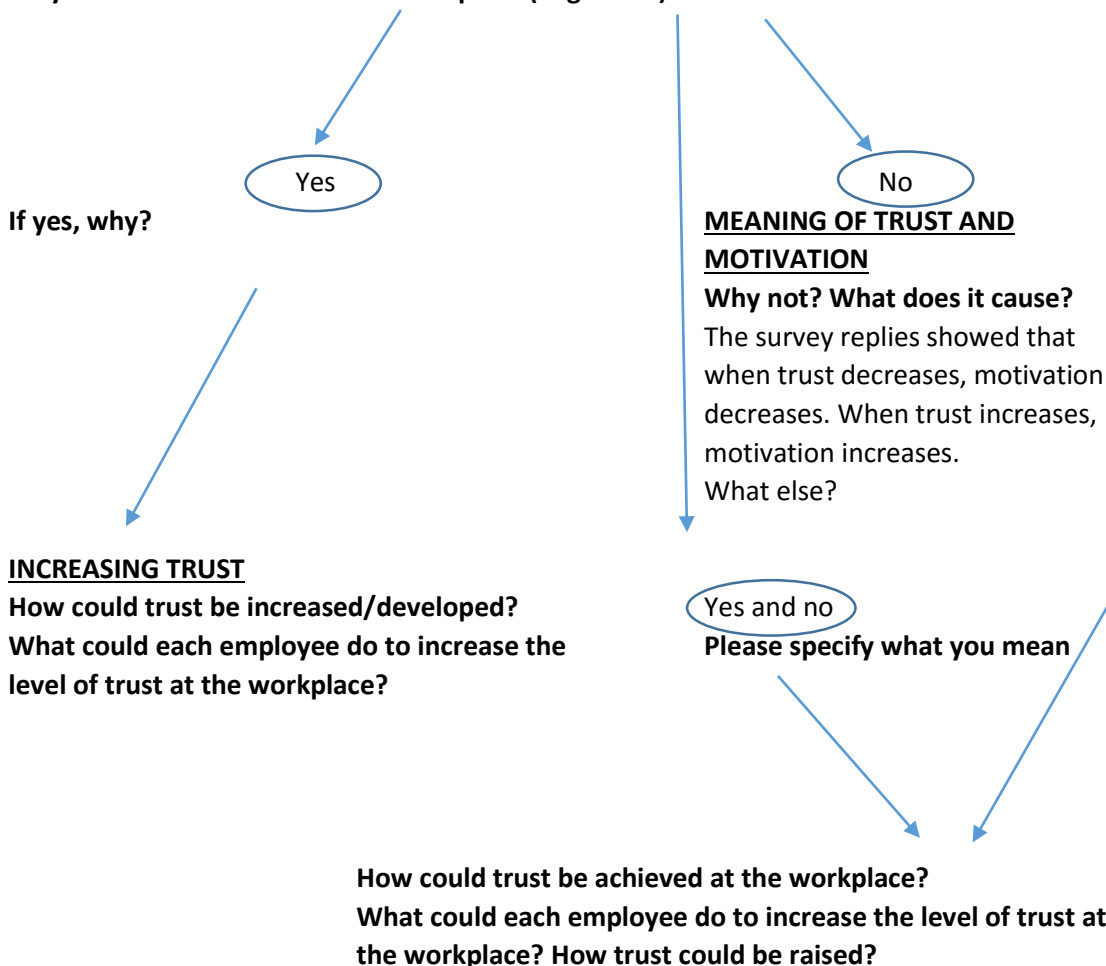 Yes
No
If yes, why?
MEANING OF TRUST AND
MOTIVATION
Why not? What does it cause?
The survey replies showed that
when trust decreases, motivation
decreases. When trust increases,
motivation increases.
What else?
INCREASING TRUST
How could trust be increased/developed?
What could each employee do to increase the
level of trust at the workplace?
Yes and no
Please specify what you mean
How could trust be achieved at the workplace?
What could each employee do to increase the level of trust at
the workplace? How trust could be raised?